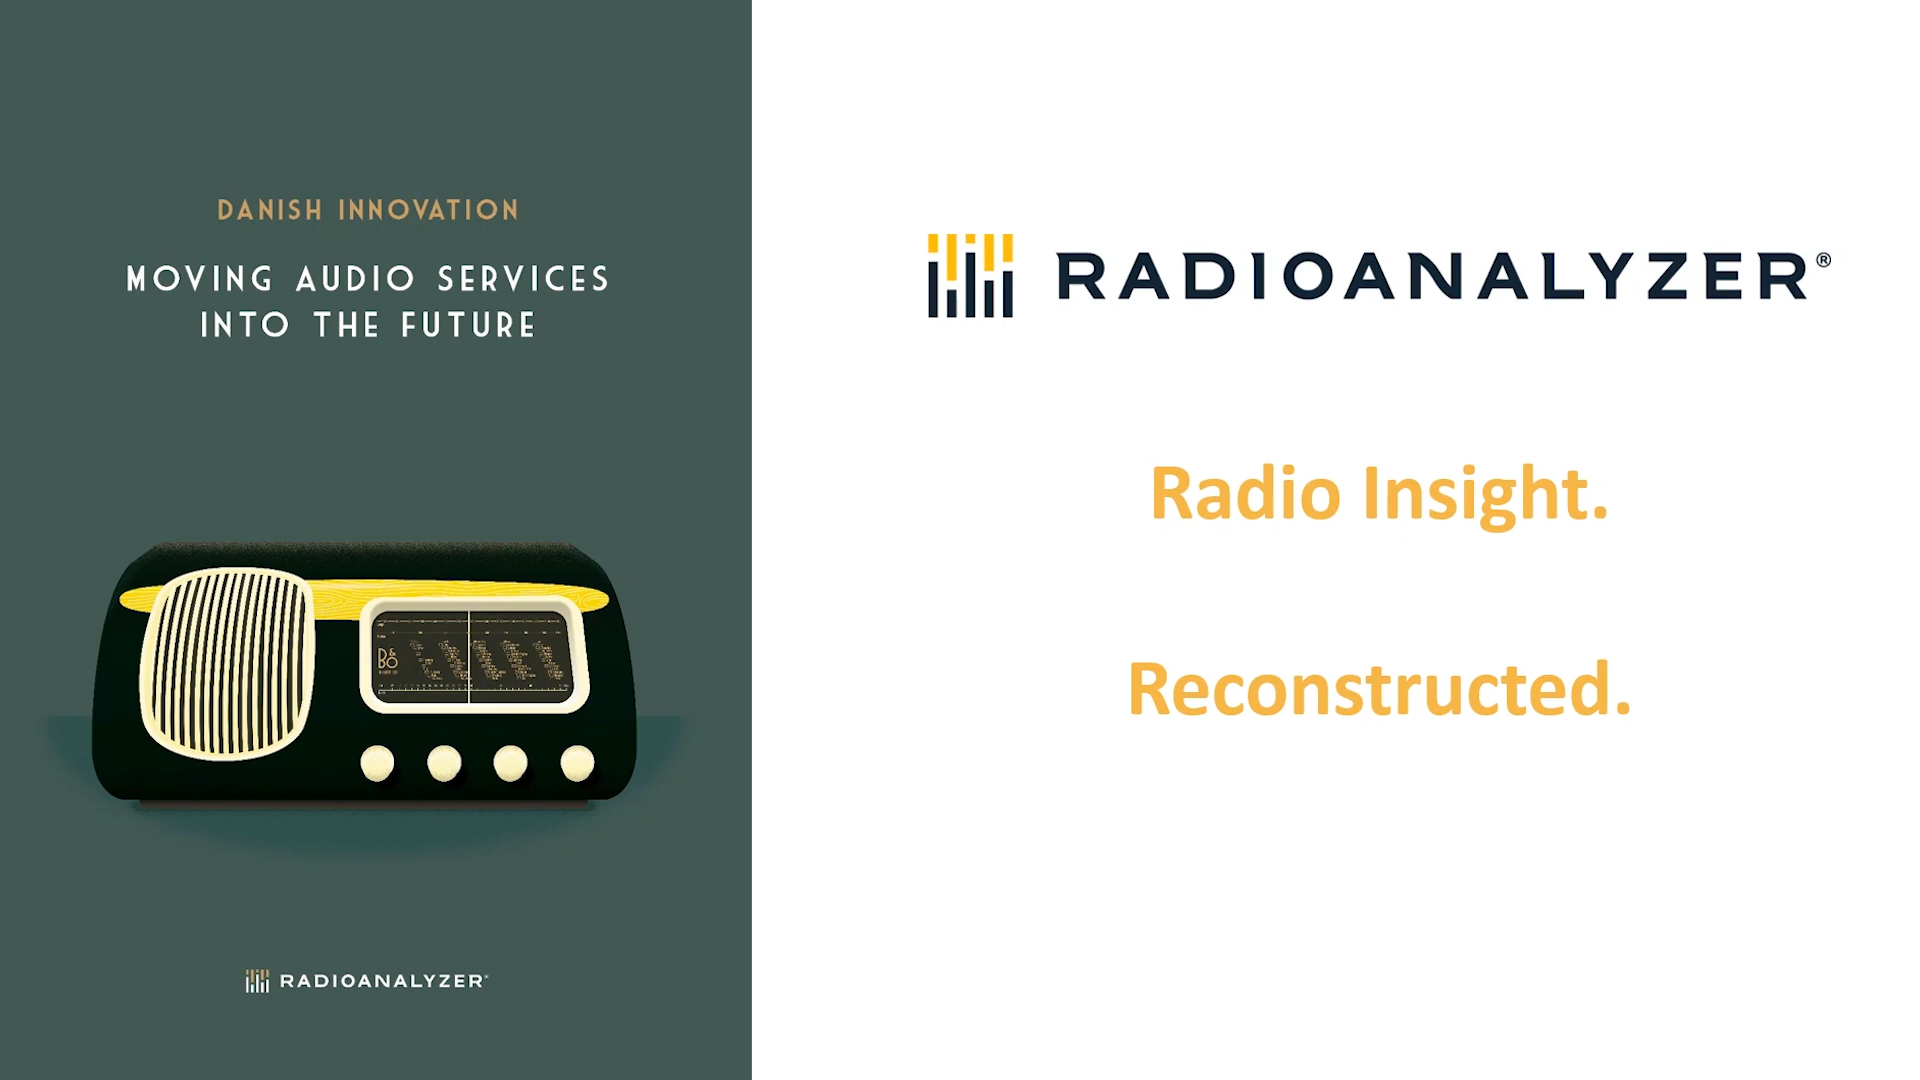 DANISH INNOVATION
MOVING AUDIO SERVICES
INTO THE FUTURE
B&O
RADIOANALYZER®
RADIOANALYZER®
Radio Insight.
Reconstructed.